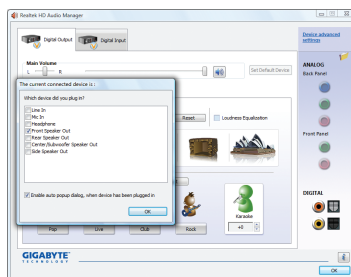 Realtek HD Audio Manager
Digital Output
Digital Input
Device advanced
settings
Main Volume
L
R
Set Default Device
ANALOG
Back Panel
The current connected device is :
Which device did you plug in?
Line In
Mic In
Headphone
Front Speaker Out
Rear Speaker Out
Center/Subwoofer Speaker Out
Side Speaker Out
Enable auto popup dialog, when device has been plugged in
OK
Reset
Loudness Equalization
Front Panel
DIGITAL
Karaoke
+0
Pop
Live
Club
Rock
GIGABYTE
TECHNOLOGY
OK